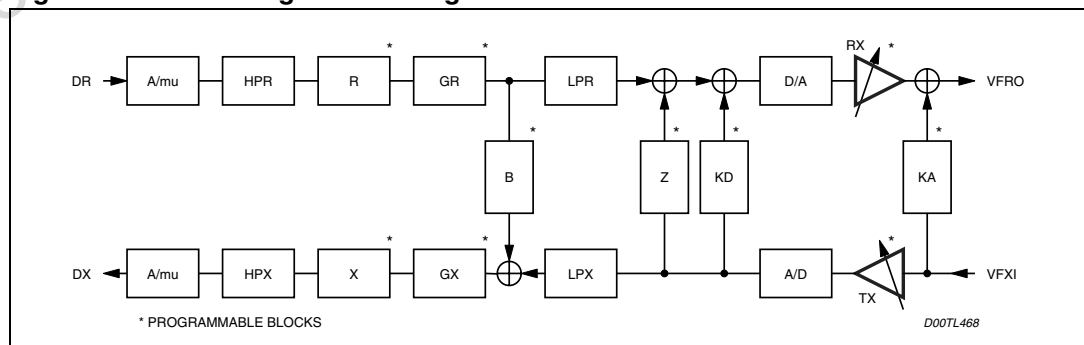 RX *
DR A/mu HPR R * GR * LPR D/A VFRO
B * Z * KD * KA *
DX A/mu HPX X * GX * LPX A/D TX * VFXI
* PROGRAMMABLE BLOCKS
D00TL468